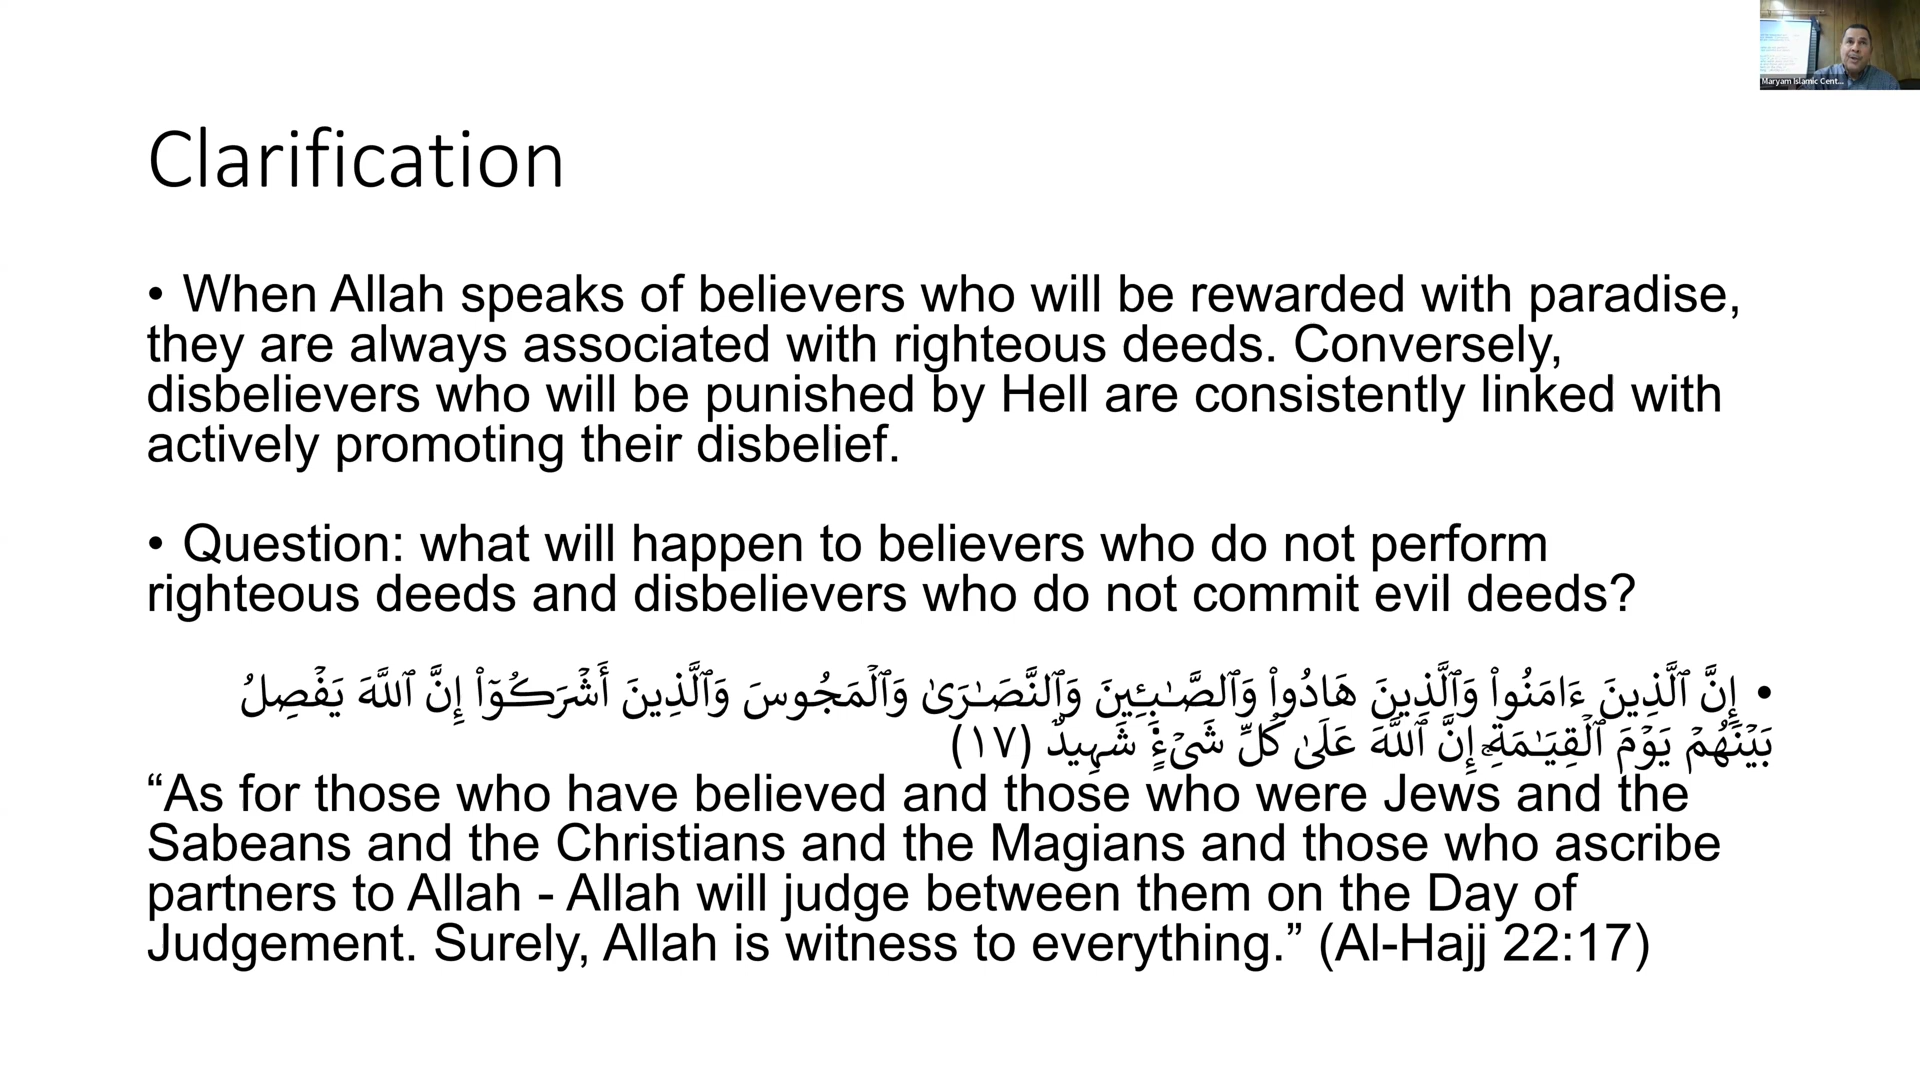 Maryam Islamic Cent...
Clarification
• When Allah speaks of believers who will be rewarded with paradise,
they are always associated with righteous deeds. Conversely,
disbelievers who will be punished by Hell are consistently linked with
actively promoting their disbelief.
• Question: what will happen to believers who do not perform
righteous deeds and disbelievers who do not commit evil deeds?
• إِنَّ ٱلَّذِينَ ءَامَنُوا۟ وَٱلَّذِينَ هَادُوا۟ وَٱلصَّـٰبِـِٔينَ وَٱلنَّصَـٰرَىٰ وَٱلْمَجُوسَ وَٱلَّذِينَ أَشْرَكُوٓا۟ إِنَّ ٱللَّهَ يَفْصِلُ
بَيْنَهُمْ يَوْمَ ٱلْقِيَـٰمَةِ ۚ إِنَّ ٱللَّهَ عَلَىٰ كُلِّ شَىْءٍ شَهِيدٌ (١٧)
“As for those who have believed and those who were Jews and the
Sabeans and the Christians and the Magians and those who ascribe
partners to Allah - Allah will judge between them on the Day of
Judgement. Surely, Allah is witness to everything.” (Al-Hajj 22:17)